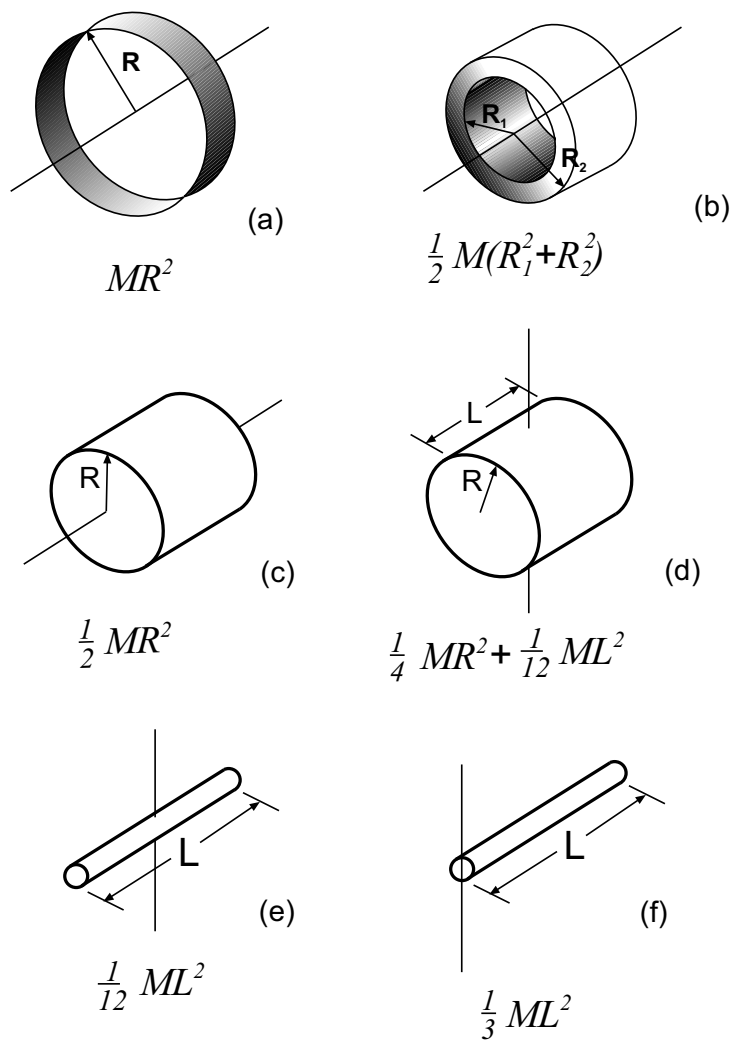 R
(a)
MR²
R₁
R₂
(b)
½ M(R₁²+R₂²)
R
(c)
½ MR²
L
R
(d)
¼ MR² + 1/12 ML²
L
(e)
1/12 ML²
L
(f)
⅓ ML²